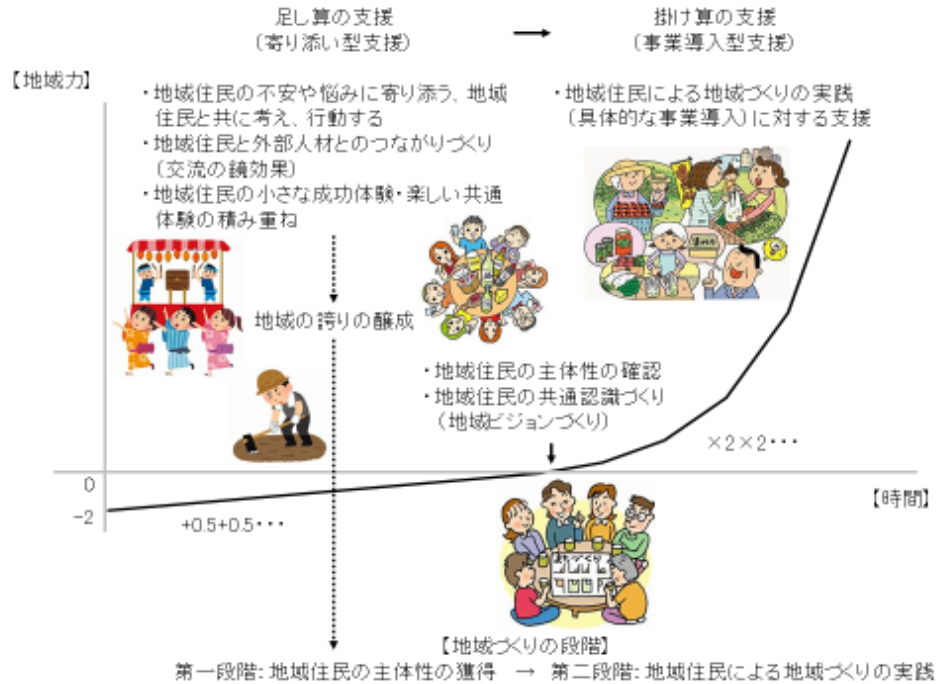 足し算の支援
(寄り添い型支援)
→
掛け算の支援
(事業導入型支援)
【地域力】
・地域住民の不安や悩みに寄り添う、地域
住民と共に考え、行動する
・地域住民と外部人材とのつながりづくり
(交流の鏡効果)
・地域住民の小さな成功体験・楽しい共通
体験の積み重ね
・地域住民による地域づくりの実践
(具体的な事業導入)に対する支援
地域の誇りの醸成
・地域住民の主体性の確認
・地域住民の共通認識づくり
(地域ビジョンづくり)
×2×2・・・
0
【時間】
-2
+0.5+0.5・・・
【地域づくりの段階】
第一段階:地域住民の主体性の獲得 → 第二段階:地域住民による地域づくりの実践